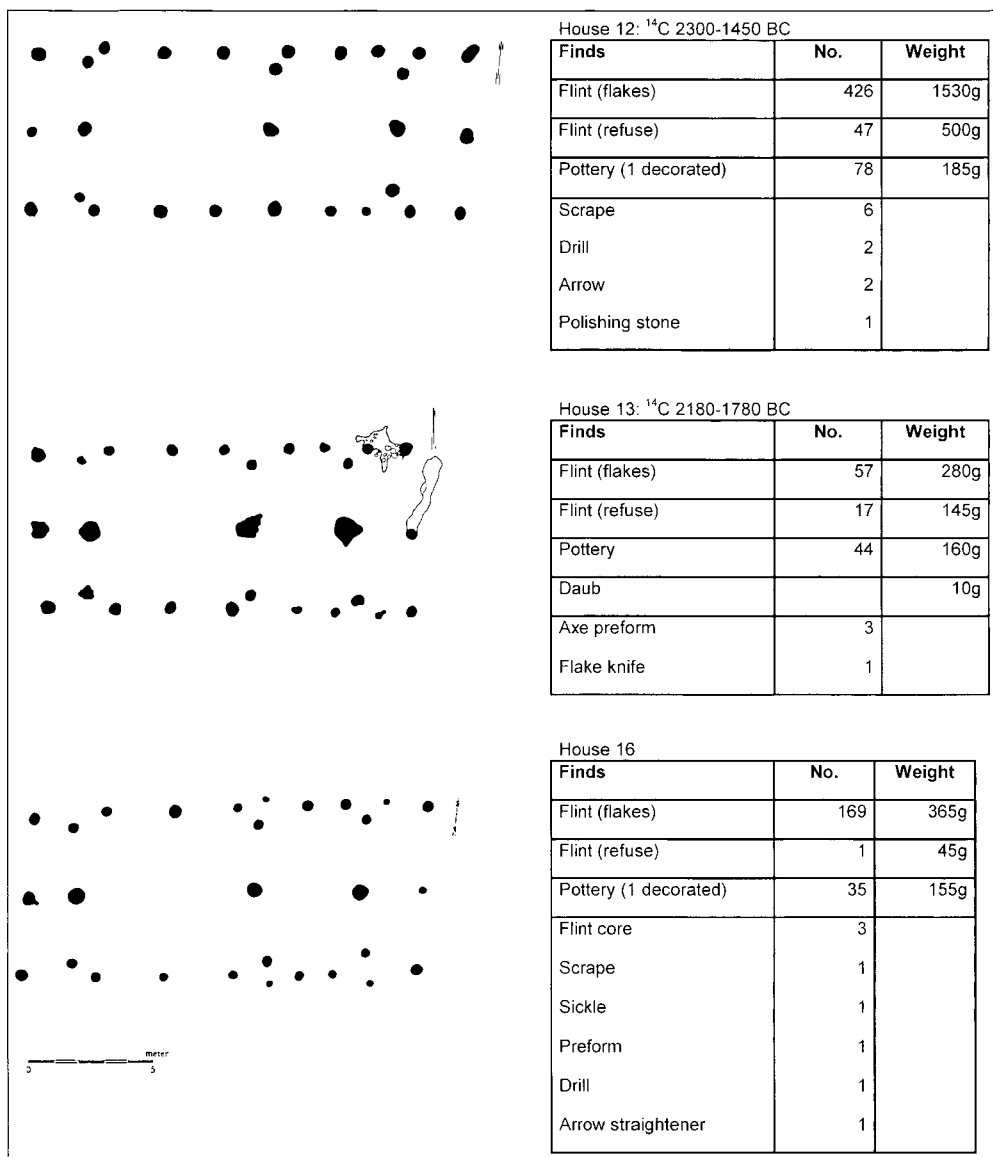 House 12: ¹⁴C 2300-1450 BC
Finds No. Weight
Flint (flakes) 426 1530g
Flint (refuse) 47 500g
Pottery (1 decorated) 78 185g
Scrape 6
Drill 2
Arrow 2
Polishing stone 1
House 13: ¹⁴C 2180-1780 BC
Finds No. Weight
Flint (flakes) 57 280g
Flint (refuse) 17 145g
Pottery 44 160g
Daub 10g
Axe preform 3
Flake knife 1
House 16
Finds No. Weight
Flint (flakes) 169 365g
Flint (refuse) 1 45g
Pottery (1 decorated) 35 155g
Flint core 3
Scrape 1
Sickle 1
Preform 1
Drill 1
Arrow straightener 1
meter
0 5